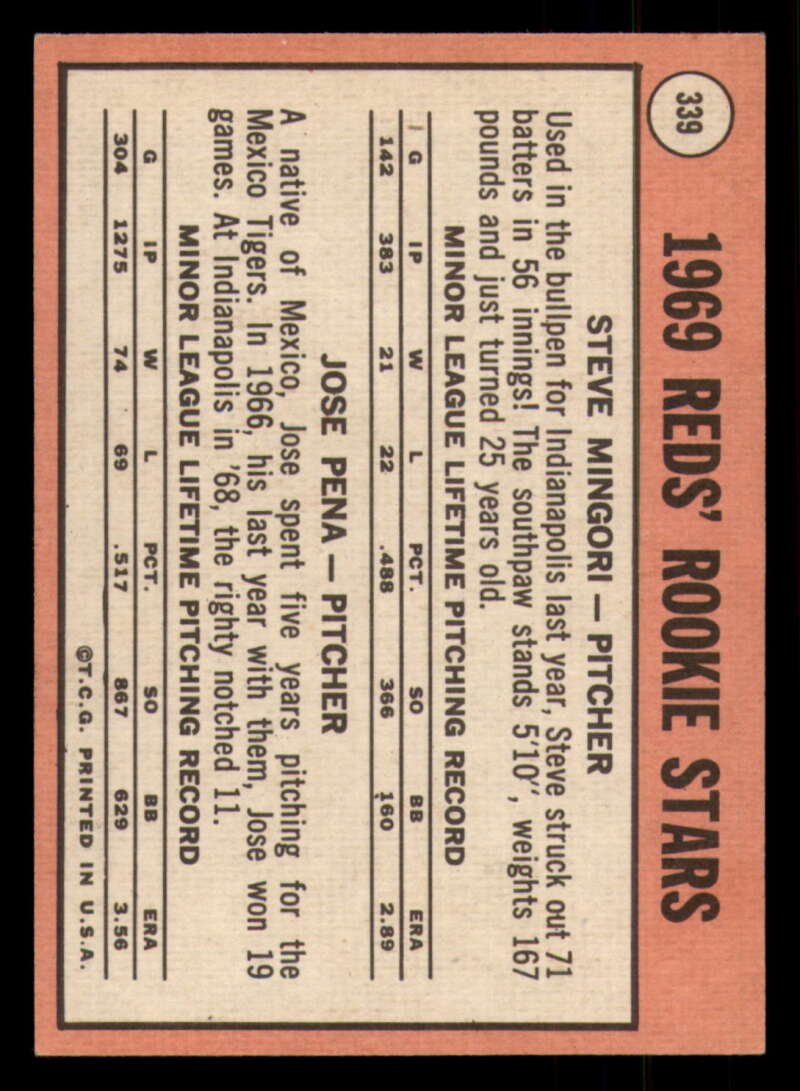 339
1969 REDS' ROOKIE STARS
STEVE MINGORI — PITCHER
Used in the bullpen for Indianapolis last year, Steve struck out 71
batters in 56 innings! The southpaw stands 5'10", weights 167
pounds and just turned 25 years old.
MINOR LEAGUE LIFETIME PITCHING RECORD
G IP W L PCT. SO BB ERA
142 383 21 22 .488 366 160 2.89
JOSE PENA — PITCHER
A native of Mexico, Jose spent five years pitching for the
Mexico Tigers. In 1966, his last year with them, Jose won 19
games. At Indianapolis in '68, the righty notched 11.
MINOR LEAGUE LIFETIME PITCHING RECORD
G IP W L PCT. SO BB ERA
304 1275 74 69 .517 867 629 3.56
©T.C.G. PRINTED IN U.S.A.